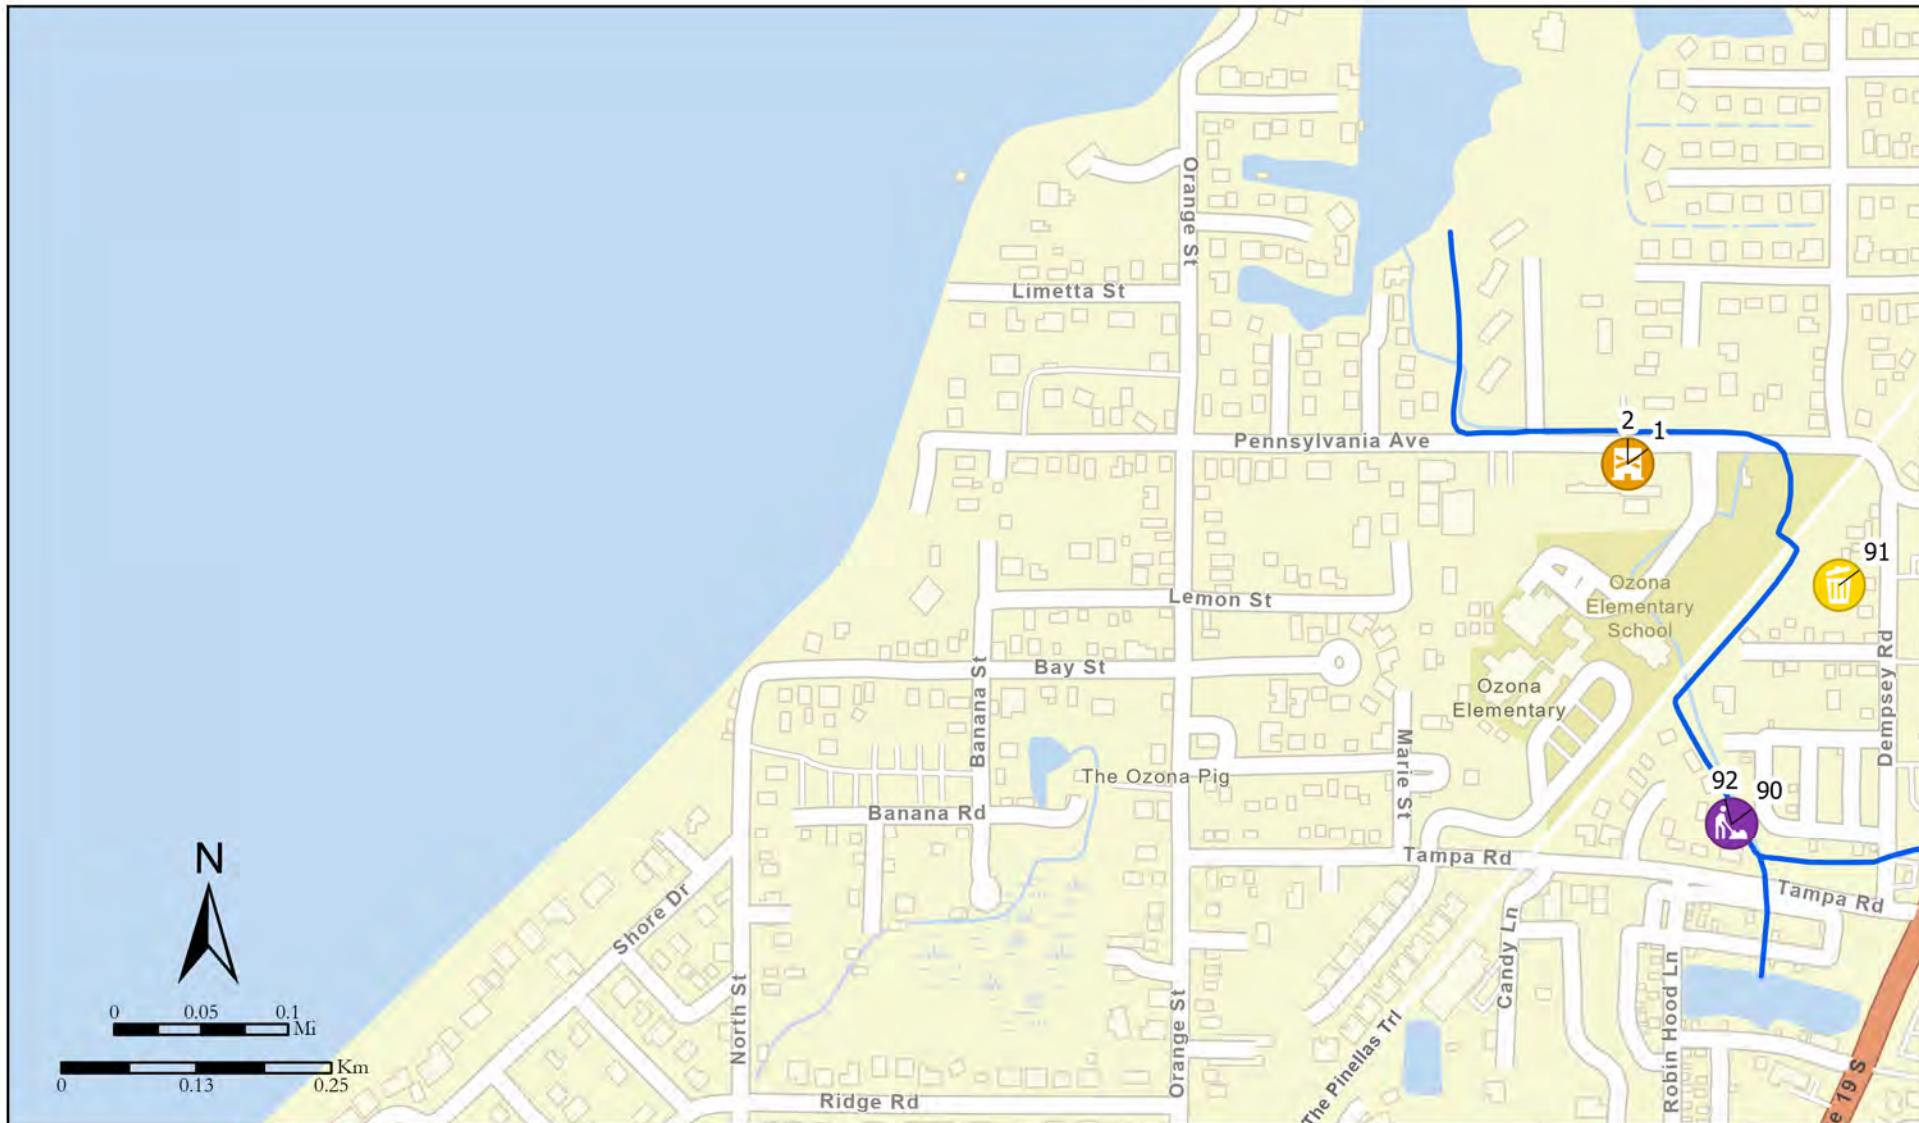 Orange St
Limetta St
Pennsylvania Ave
2
1
91
Lemon St
Ozona
Elementary
School
Bay St
Banana St
Ozona
Elementary
Dempsey Rd
Marie St
The Ozona Pig
92
90
Banana Rd
Tampa Rd
N
Tampa Rd
Shore Dr
Candy Ln
North St
Orange St
Robin Hood Ln
0
0.05
0.1
Mi
Km
0
0.13
0.25
The Pinellas Trl
Ridge Rd
e 19 S